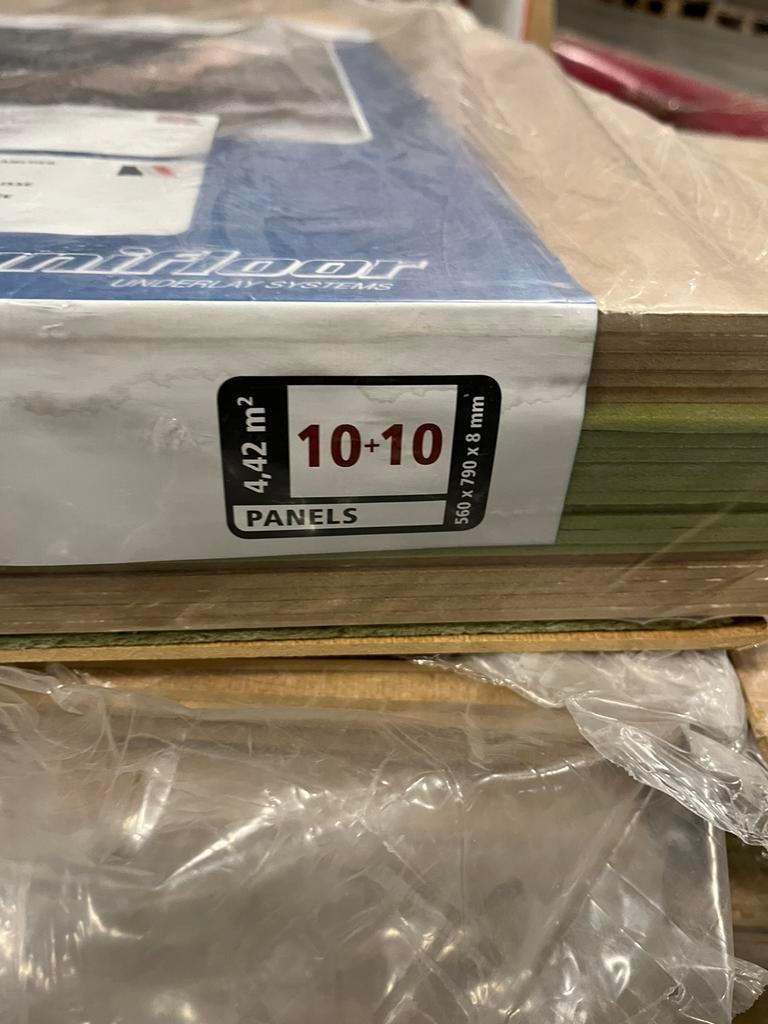 unifloor
UNDERLAY SYSTEMS
4,42 m²
10+10
560 x 790 x 8 mm
PANELS